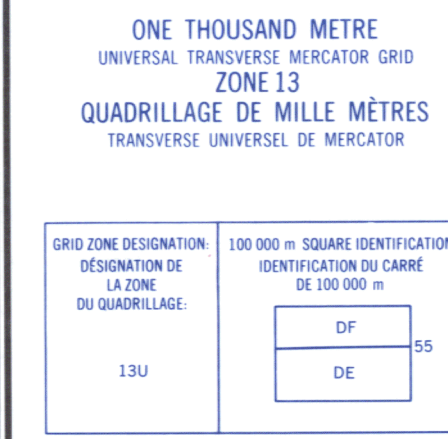 ONE THOUSAND METRE
UNIVERSAL TRANSVERSE MERCATOR GRID
ZONE 13
QUADRILLAGE DE MILLE MÈTRES
TRANSVERSE UNIVERSEL DE MERCATOR
GRID ZONE DESIGNATION:
DÉSIGNATION DE
LA ZONE
DU QUADRILLAGE:
13U
100 000 m SQUARE IDENTIFICATION
IDENTIFICATION DU CARRÉ
DE 100 000 m
DF
55
DE